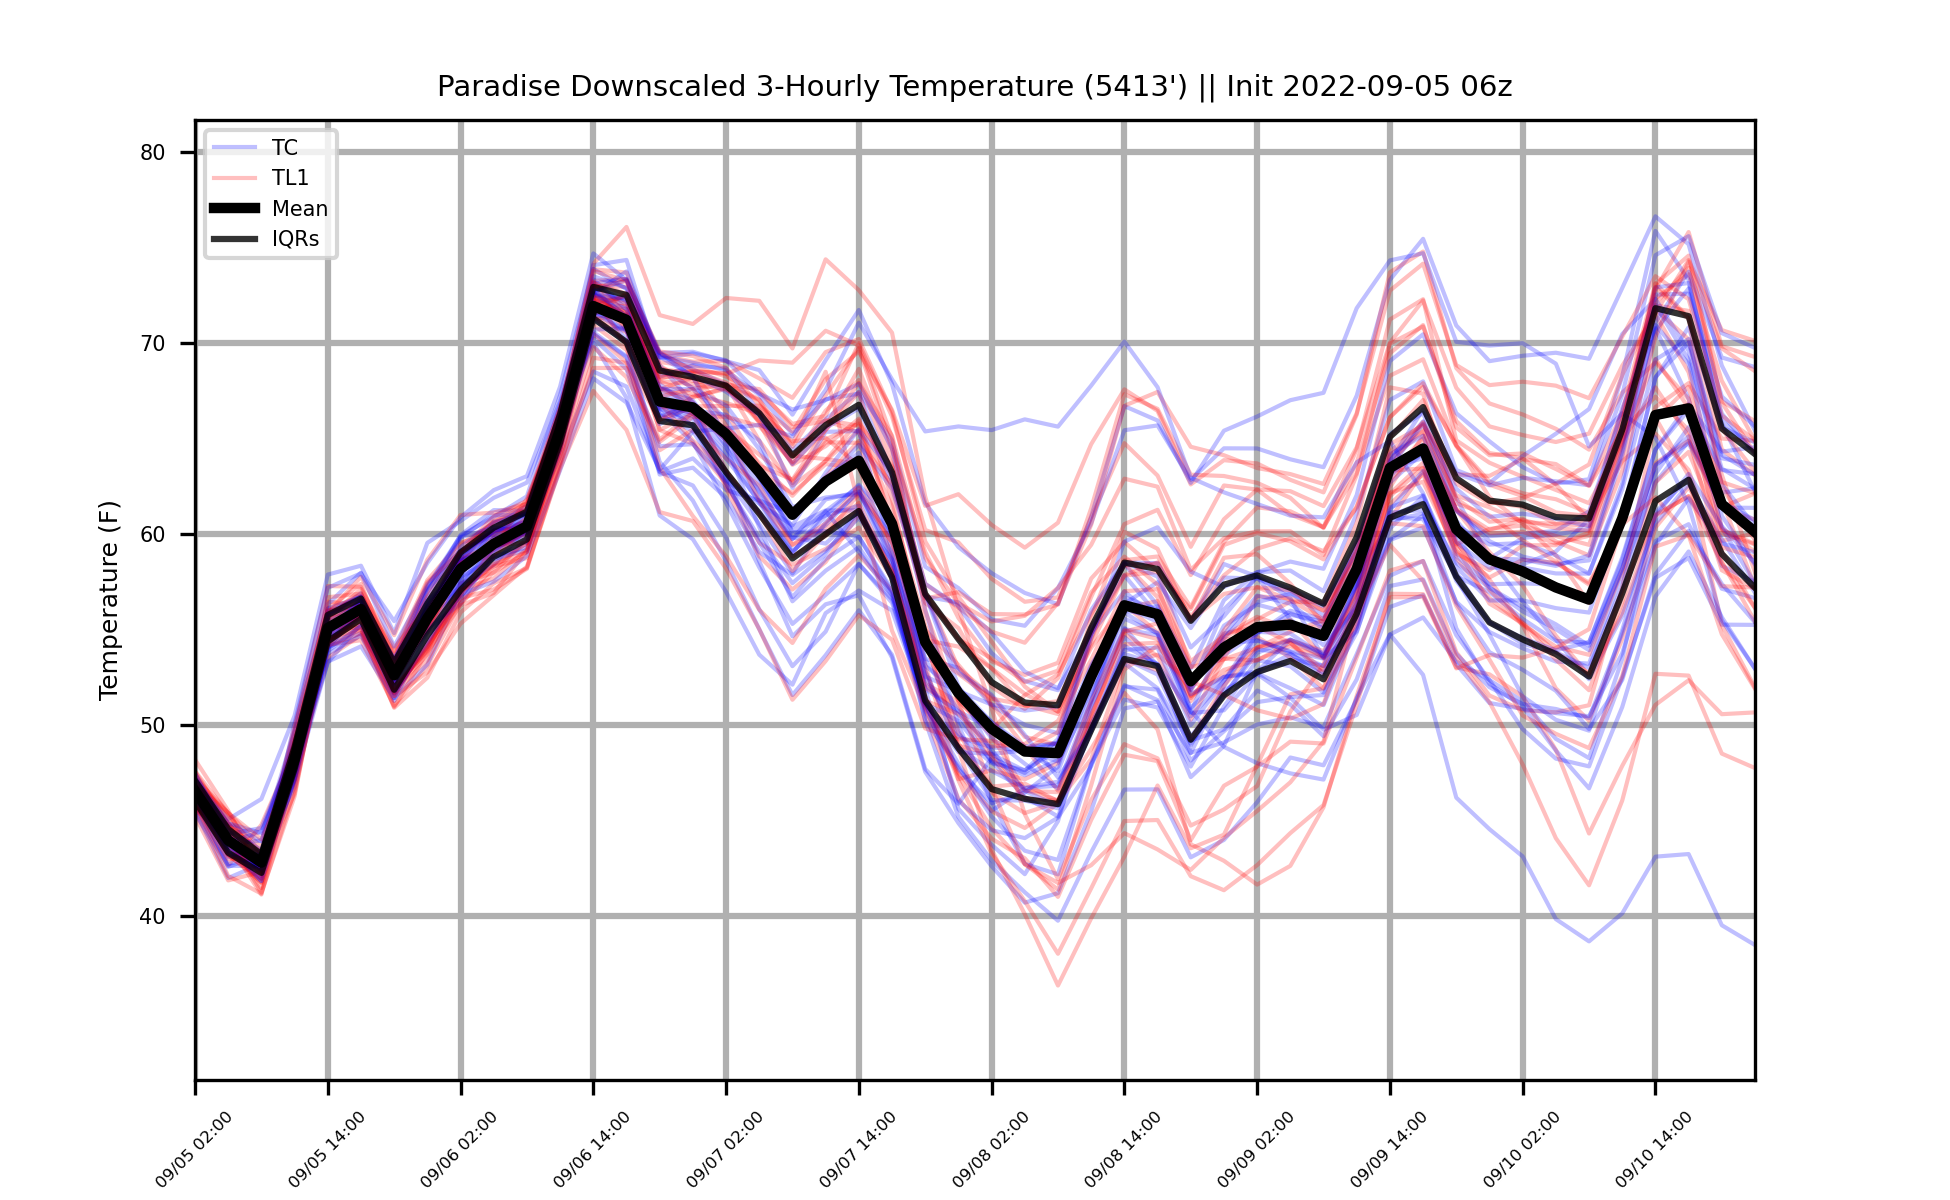 Paradise Downscaled 3-Hourly Temperature (5413') || Init 2022-09-05 06z
TC
TL1
Mean
IQRs
Temperature (F)
80
70
60
50
40
09/05 02:00
09/05 14:00
09/06 02:00
09/06 14:00
09/07 02:00
09/07 14:00
09/08 02:00
09/08 14:00
09/09 02:00
09/09 14:00
09/10 02:00
09/10 14:00